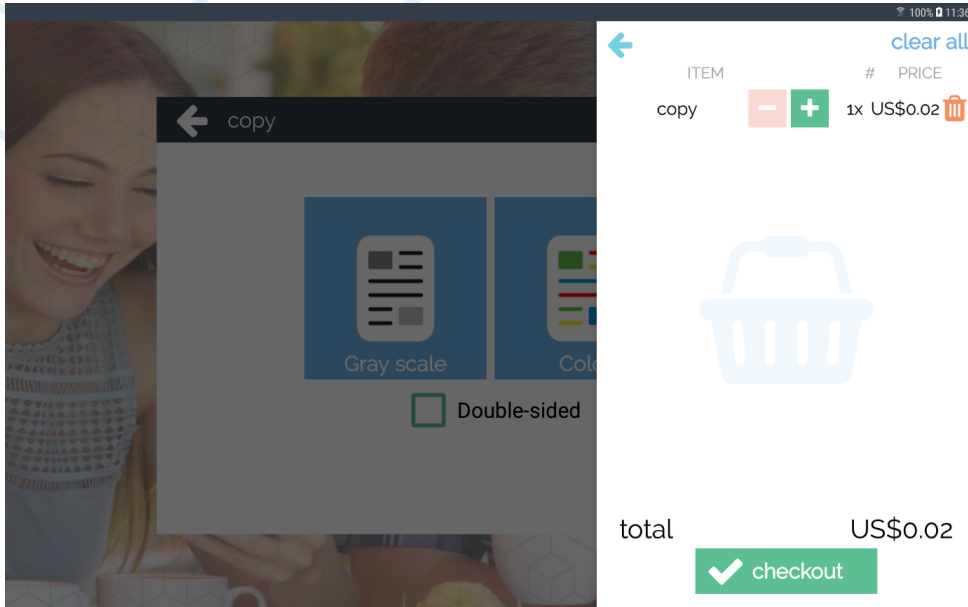 100% 11:36
clear all
ITEM # PRICE
copy
copy 1x US$0.02
Gray scale
Double-sided
total US$0.02
checkout